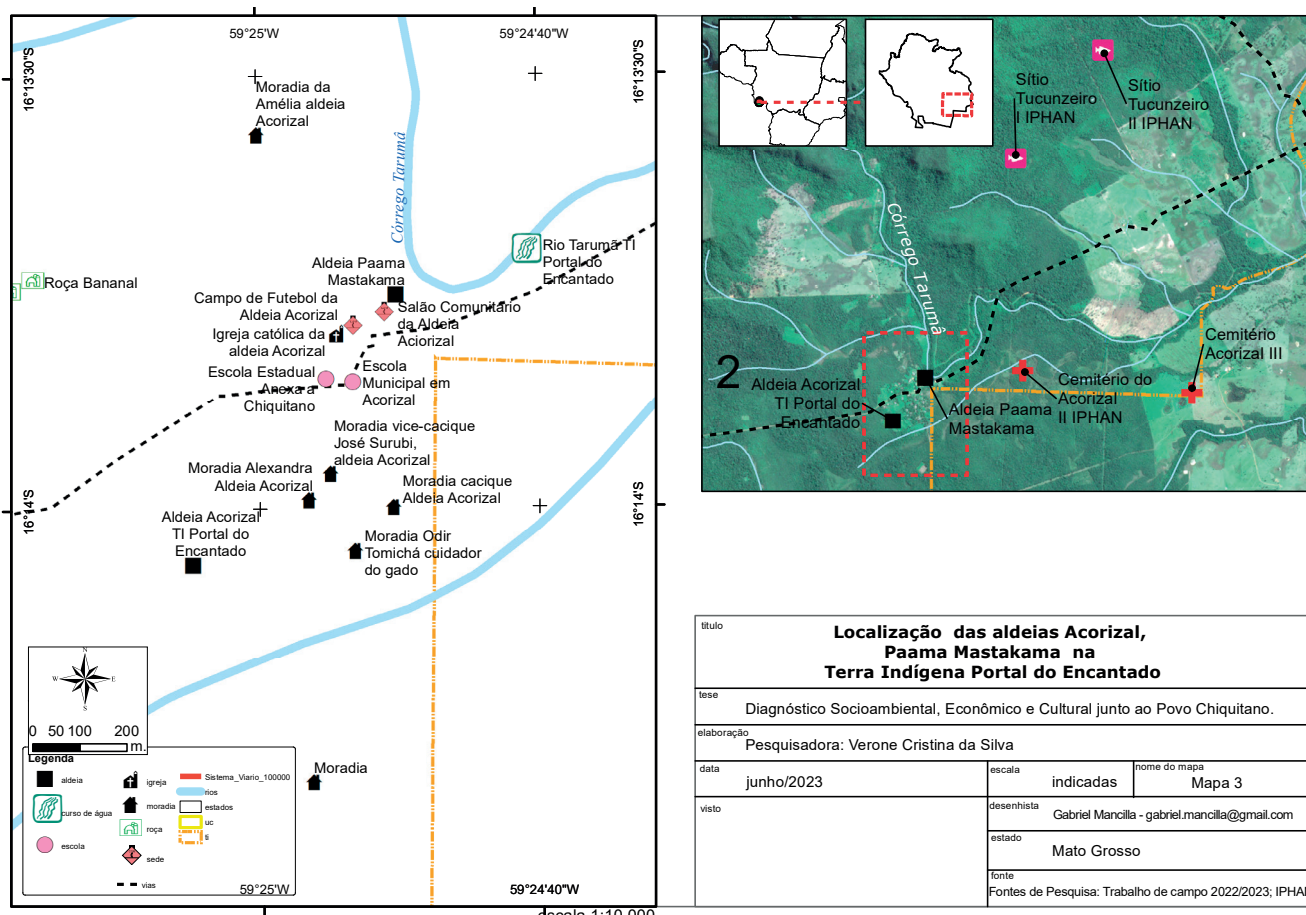 59°25'W
59°24'40"W
16°13'30"S
16°13'30"S
Moradia da
Amélia aldeia
Acorizal
Córrego Tarumâ
Rio Tarumã TI
Portal do
Encantado
Roça Bananal
Aldeia Paama
Mastakama
Campo de Futebol da
Aldeia Acorizal
Salão Comunitário
da Aldeia
Aciorizal
Igreja católica da
aldeia Acorizal
Escola Estadual
Anexa a
Chiquitano
Escola
Municipal em
Acorizal
Moradia vice-cacique
José Surubi,
aldeia Acorizal
Moradia Alexandra
Aldeia Acorizal
Moradia cacique
Aldeia Acorizal
16°14'S
16°14'S
Aldeia Acorizal
TI Portal do
Encantado
Moradia Odir
Tomichá cuidador
do gado
N
W E
S
0 50 100 200
m.
Moradia
Legenda
aldeia
curso de água
escola
igreja
moradia
roça
sede
vias
Sistema_Viario_100000
rios
estados
uc
ti
59°25'W
59°24'40"W
escala 1:10.000
Sítio
Tucunzeiro
I IPHAN
Sítio
Tucunzeiro
II IPHAN
Córrego Tarumâ
2
Aldeia Acorizal
TI Portal do
Encantado
Aldeia Paama
Mastakama
Cemitério do
Acorizal
II IPHAN
Cemitério
Acorizal III
titulo
Localização das aldeias Acorizal,
Paama Mastakama na
Terra Indígena Portal do Encantado
tese
Diagnóstico Socioambiental, Econômico e Cultural junto ao Povo Chiquitano.
elaboração
Pesquisadora: Verone Cristina da Silva
data
junho/2023
escala
indicadas
nome do mapa
Mapa 3
visto
desenhista
Gabriel Mancilla - gabriel.mancilla@gmail.com
estado
Mato Grosso
fonte
Fontes de Pesquisa: Trabalho de campo 2022/2023; IPHAN